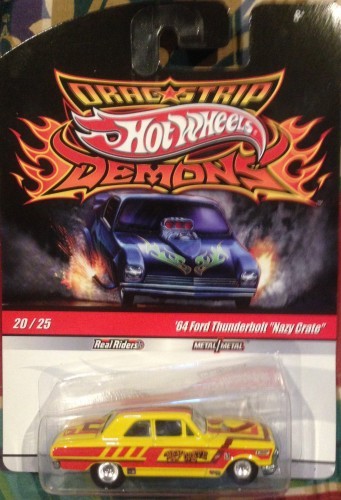 DRAG STRIP
Hot Wheels
DEMONS
20/25
'64 Ford Thunderbolt "Nazy Crate"
Real Riders
METAL/METAL